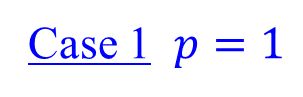 Case 1 p = 1